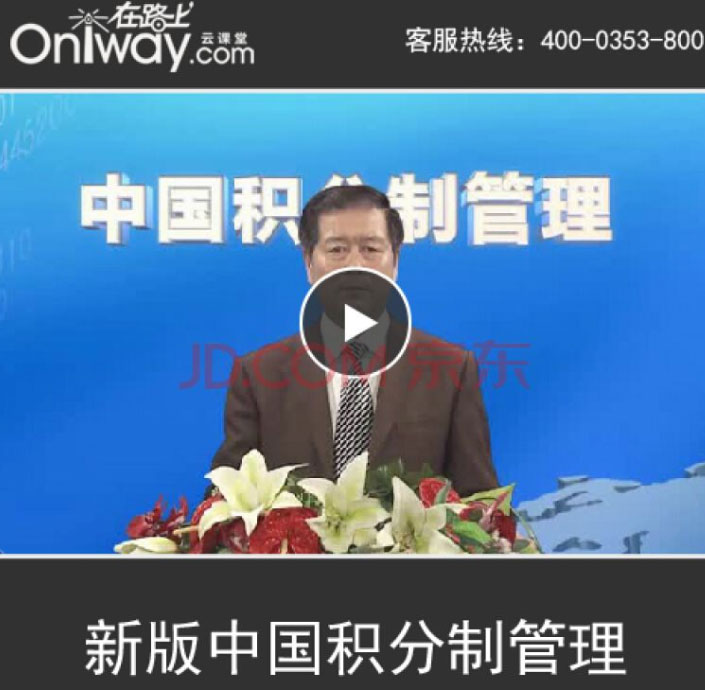 在路上
Oniway.com 云课堂
客服热线：400-0353-800
中国积分制管理
JD.COM 京东
新版中国积分制管理